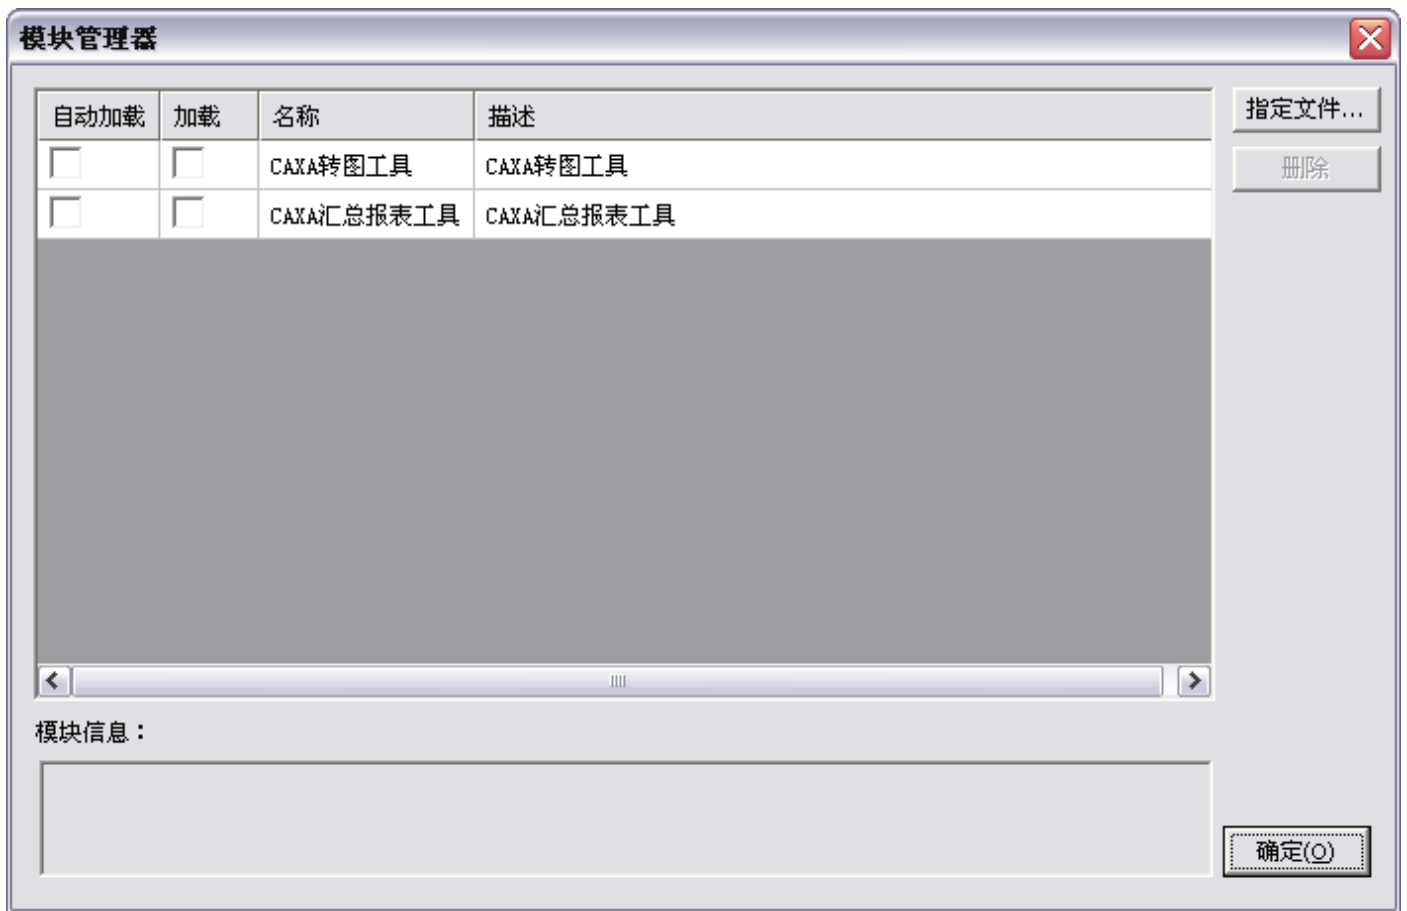 模块管理器
自动加载 加载 名称 描述 指定文件...
CAXA转图工具 CAXA转图工具 删除
CAXA汇总报表工具 CAXA汇总报表工具
模块信息：
确定(O)